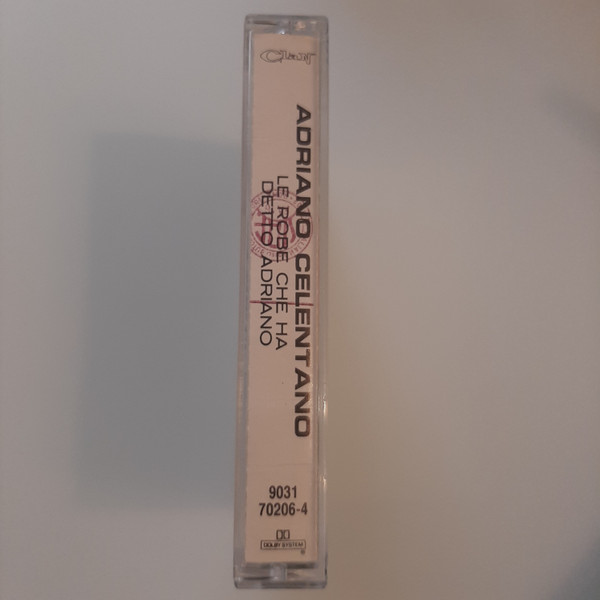 Clan
ADRIANO CELENTANO
LE ROBE CHE HA
DETTO ADRIANO
9031
70206-4
DOLBY SYSTEM